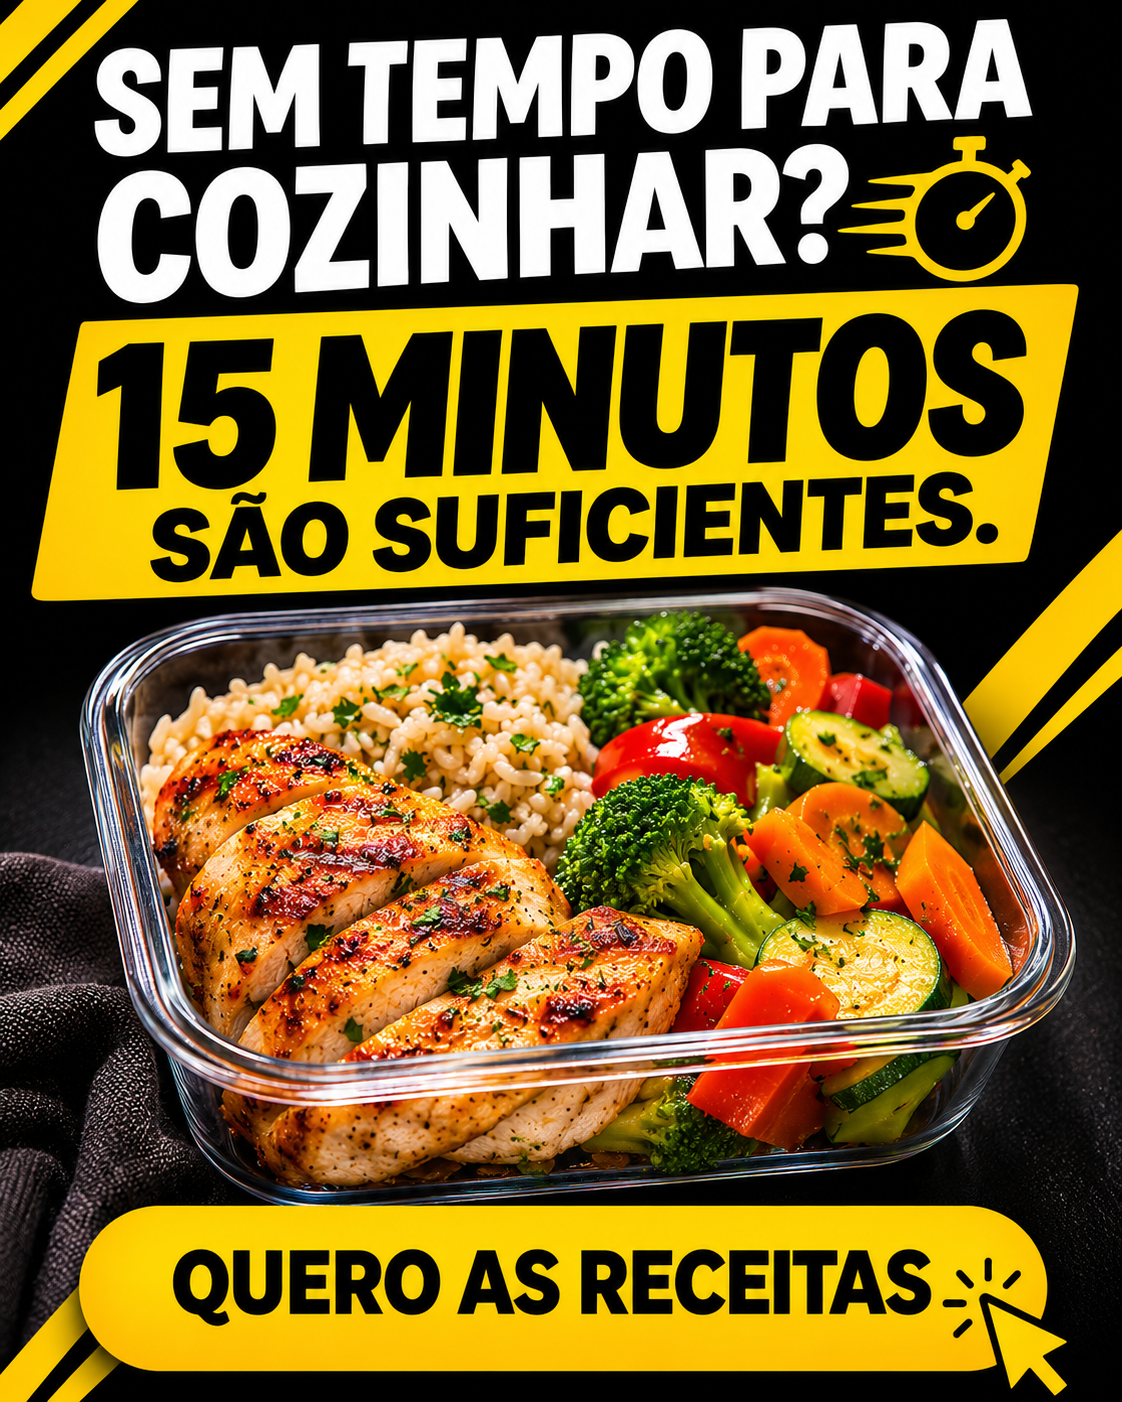 SEM TEMPO PARA
COZINHAR?
15 MINUTOS
SÃO SUFICIENTES.
QUERO AS RECEITAS